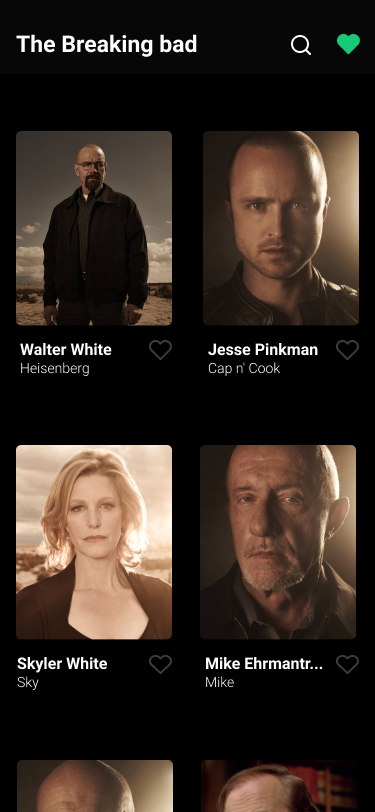 The Breaking bad
Walter White
Heisenberg
Jesse Pinkman
Cap n' Cook
Skyler White
Sky
Mike Ehrmantr...
Mike